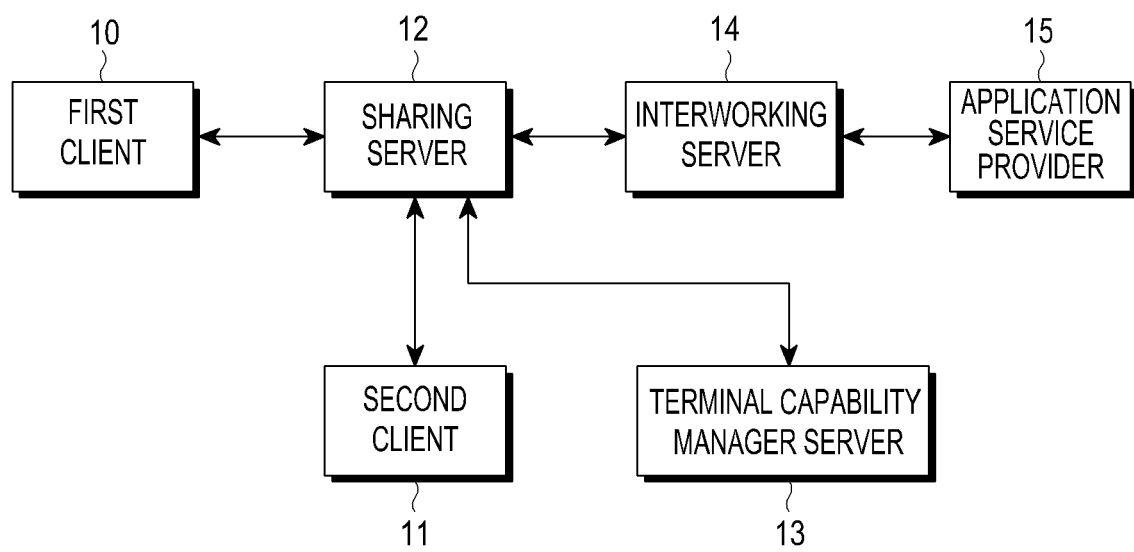 10
12
14
15
FIRST
CLIENT
SHARING
SERVER
INTERWORKING
SERVER
APPLICATION
SERVICE
PROVIDER
SECOND
CLIENT
TERMINAL CAPABILITY
MANAGER SERVER
11
13